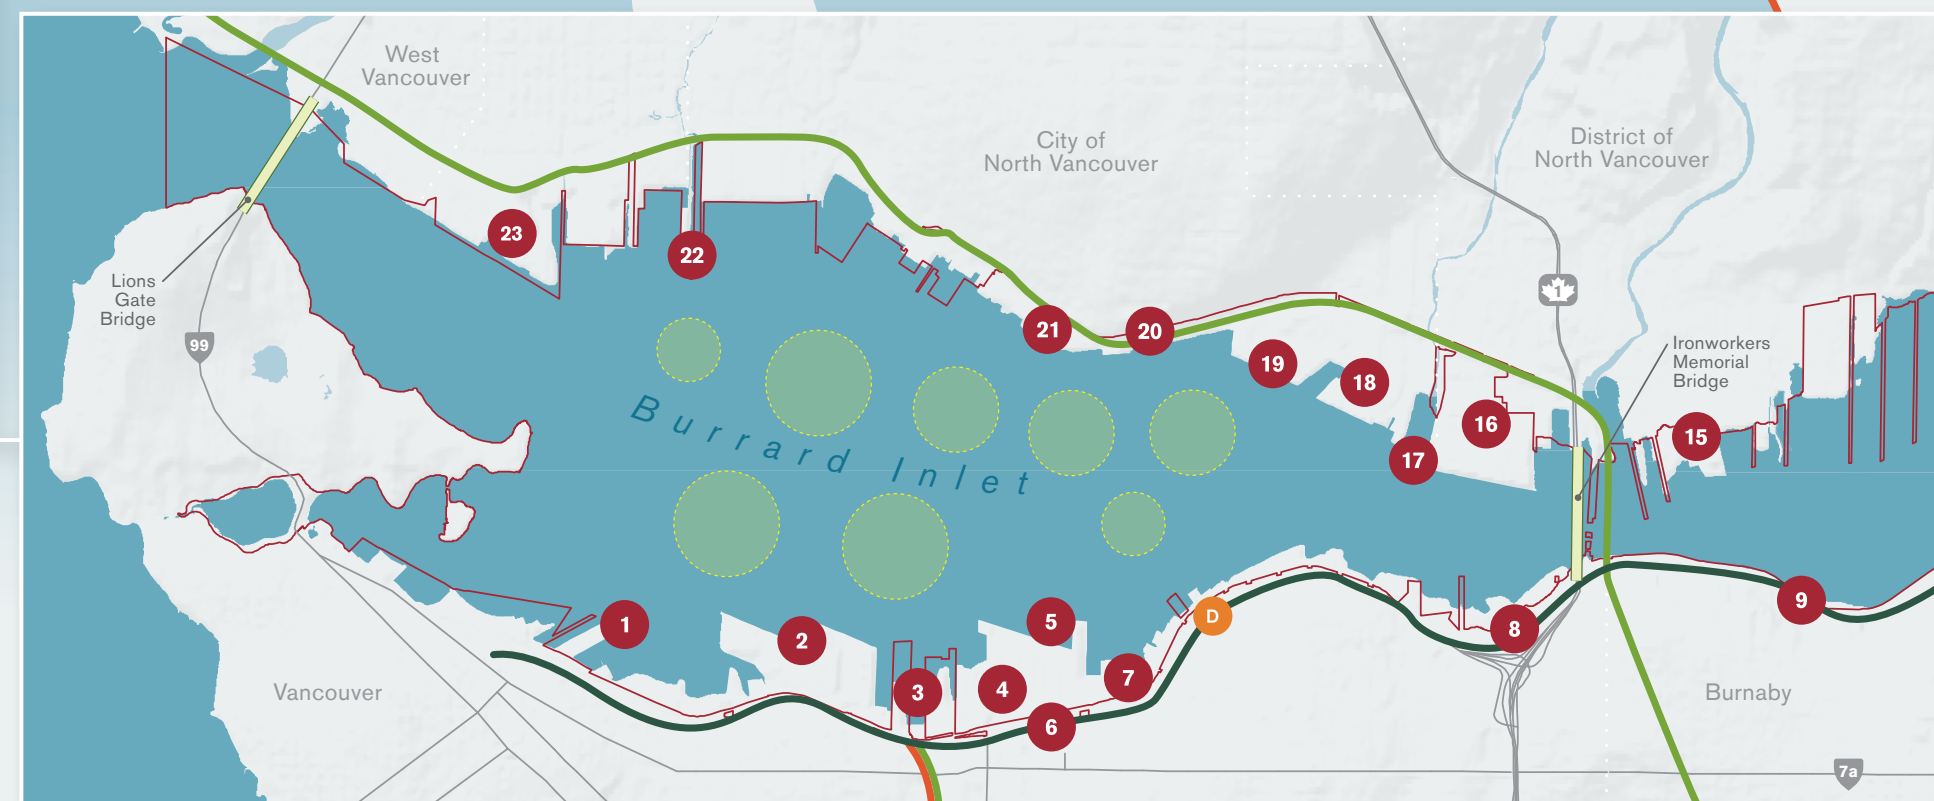 West
Vancouver
City of
North Vancouver
District of
North Vancouver
23
22
Lions
Gate
Bridge
1
99
21
20
19
18
Ironworkers
Memorial
Bridge
16
15
17
Burrard Inlet
1
2
5
D
8
9
3
4
7
6
Vancouver
Burnaby
7a